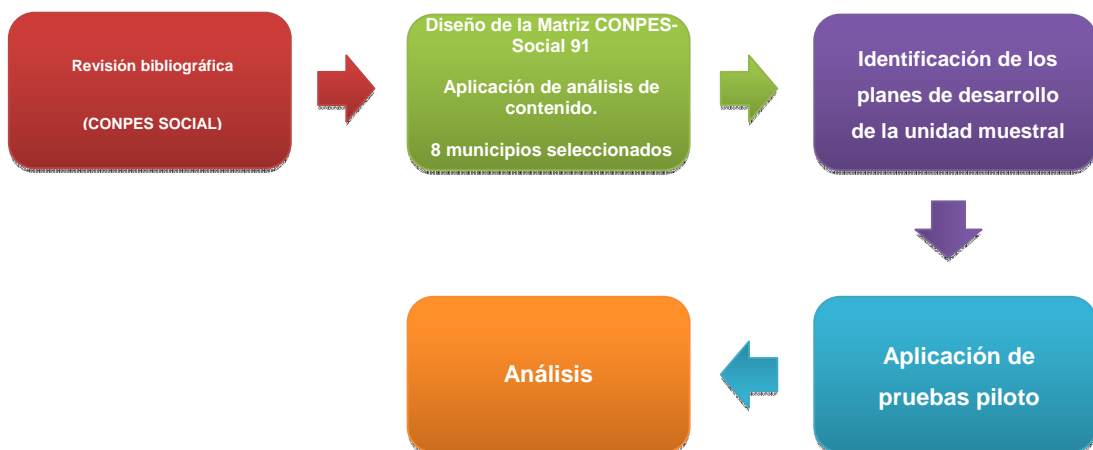 Revisión bibliográfica
(CONPES SOCIAL)
Diseño de la Matriz CONPES-
Social 91
Aplicación de análisis de
contenido.
8 municipios seleccionados
Identificación de los
planes de desarrollo
de la unidad muestral
Aplicación de
pruebas piloto
Análisis